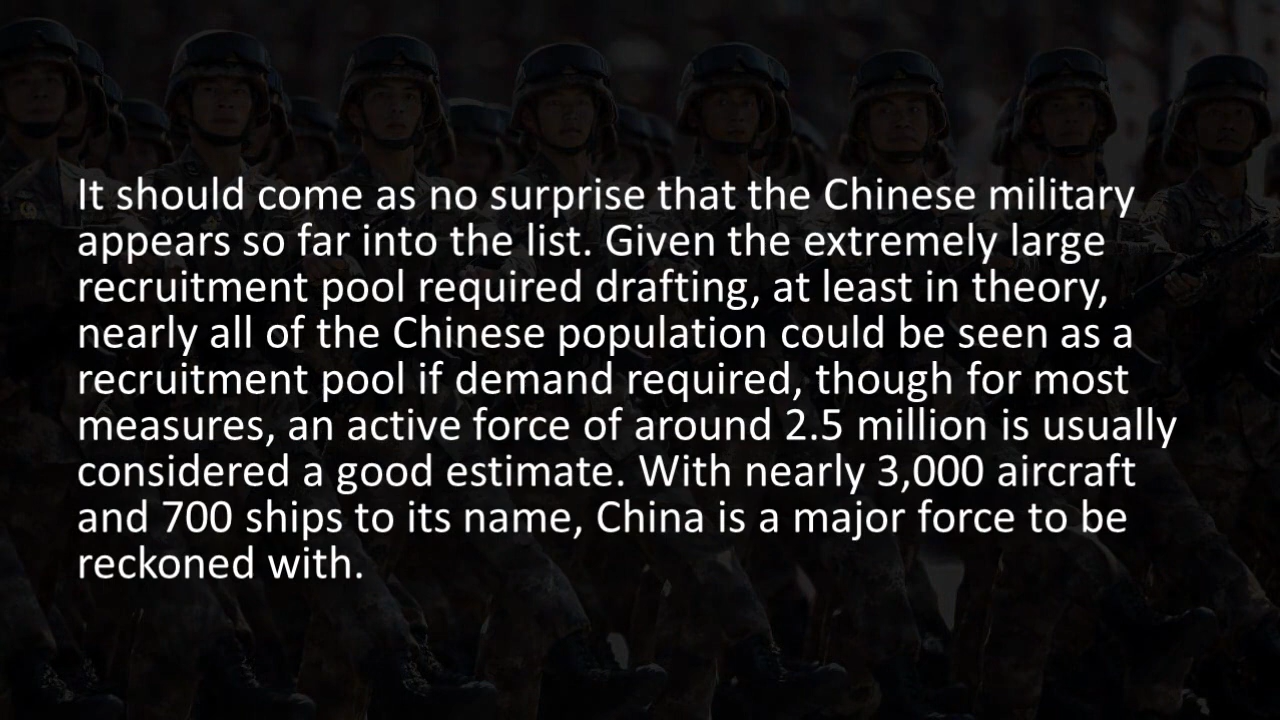 It should come as no surprise that the Chinese military
appears so far into the list. Given the extremely large
recruitment pool required drafting, at least in theory,
nearly all of the Chinese population could be seen as a
recruitment pool if demand required, though for most
measures, an active force of around 2.5 million is usually
considered a good estimate. With nearly 3,000 aircraft
and 700 ships to its name, China is a major force to be
reckoned with.